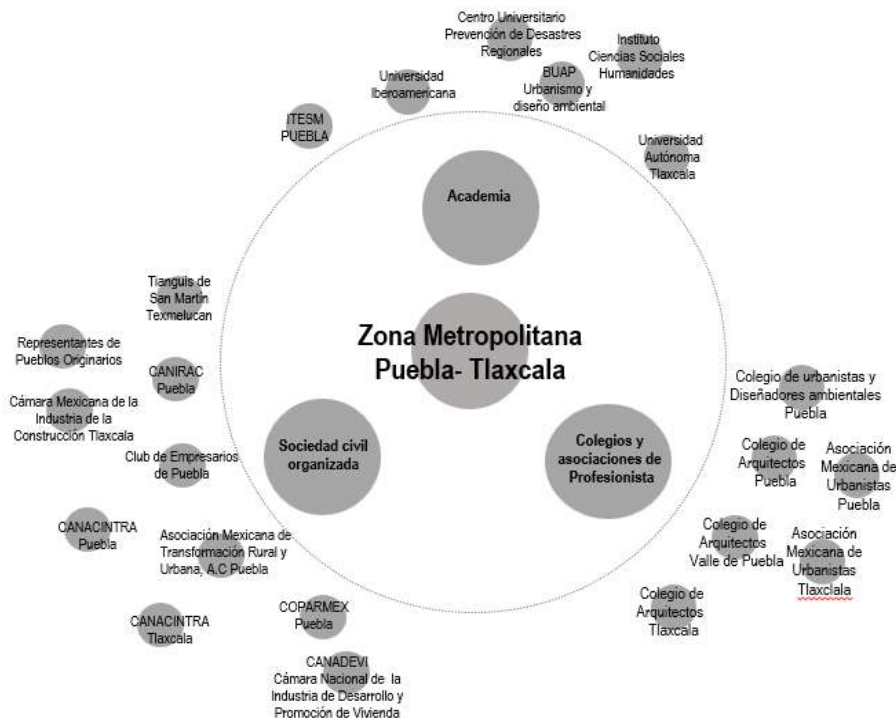 Centro Universitario
Prevención de Desastres
Regionales
Instituto
Ciencias Sociales
Humanidades
Universidad
Iberoamericana
BUAP
Urbanismo y
diseño ambiental
ITESM
PUEBLA
Universidad
Autónoma
Tlaxcala
Academia
Tianguis de
San Martin
Texmelucan
Representantes de
Pueblos Originarios
CANIRAC
Puebla
Zona Metropolitana
Puebla- Tlaxcala
Cámara Mexicana de la
Industria de la
Construcción Tlaxcala
Colegio de urbanistas y
Diseñadores ambientales
Puebla
Club de Empresarios
de Puebla
Sociedad civil
organizada
Colegios y
asociaciones de
Profesionista
Colegio de
Arquitectos
Puebla
Asociación
Mexicana de
Urbanistas
Puebla
CANACINTRA
Puebla
Asociación Mexicana de
Transformación Rural y
Urbana, A.C Puebla
Colegio de
Arquitectos
Valle de Puebla
Asociación
Mexicana de
Urbanistas
Tlaxclala
CANACINTRA
Tlaxcala
COPARMEX
Puebla
Colegio de
Arquitectos
Tlaxcala
CANADEVI
Cámara Nacional de la
Industria de Desarrollo y
Promoción de Vivienda